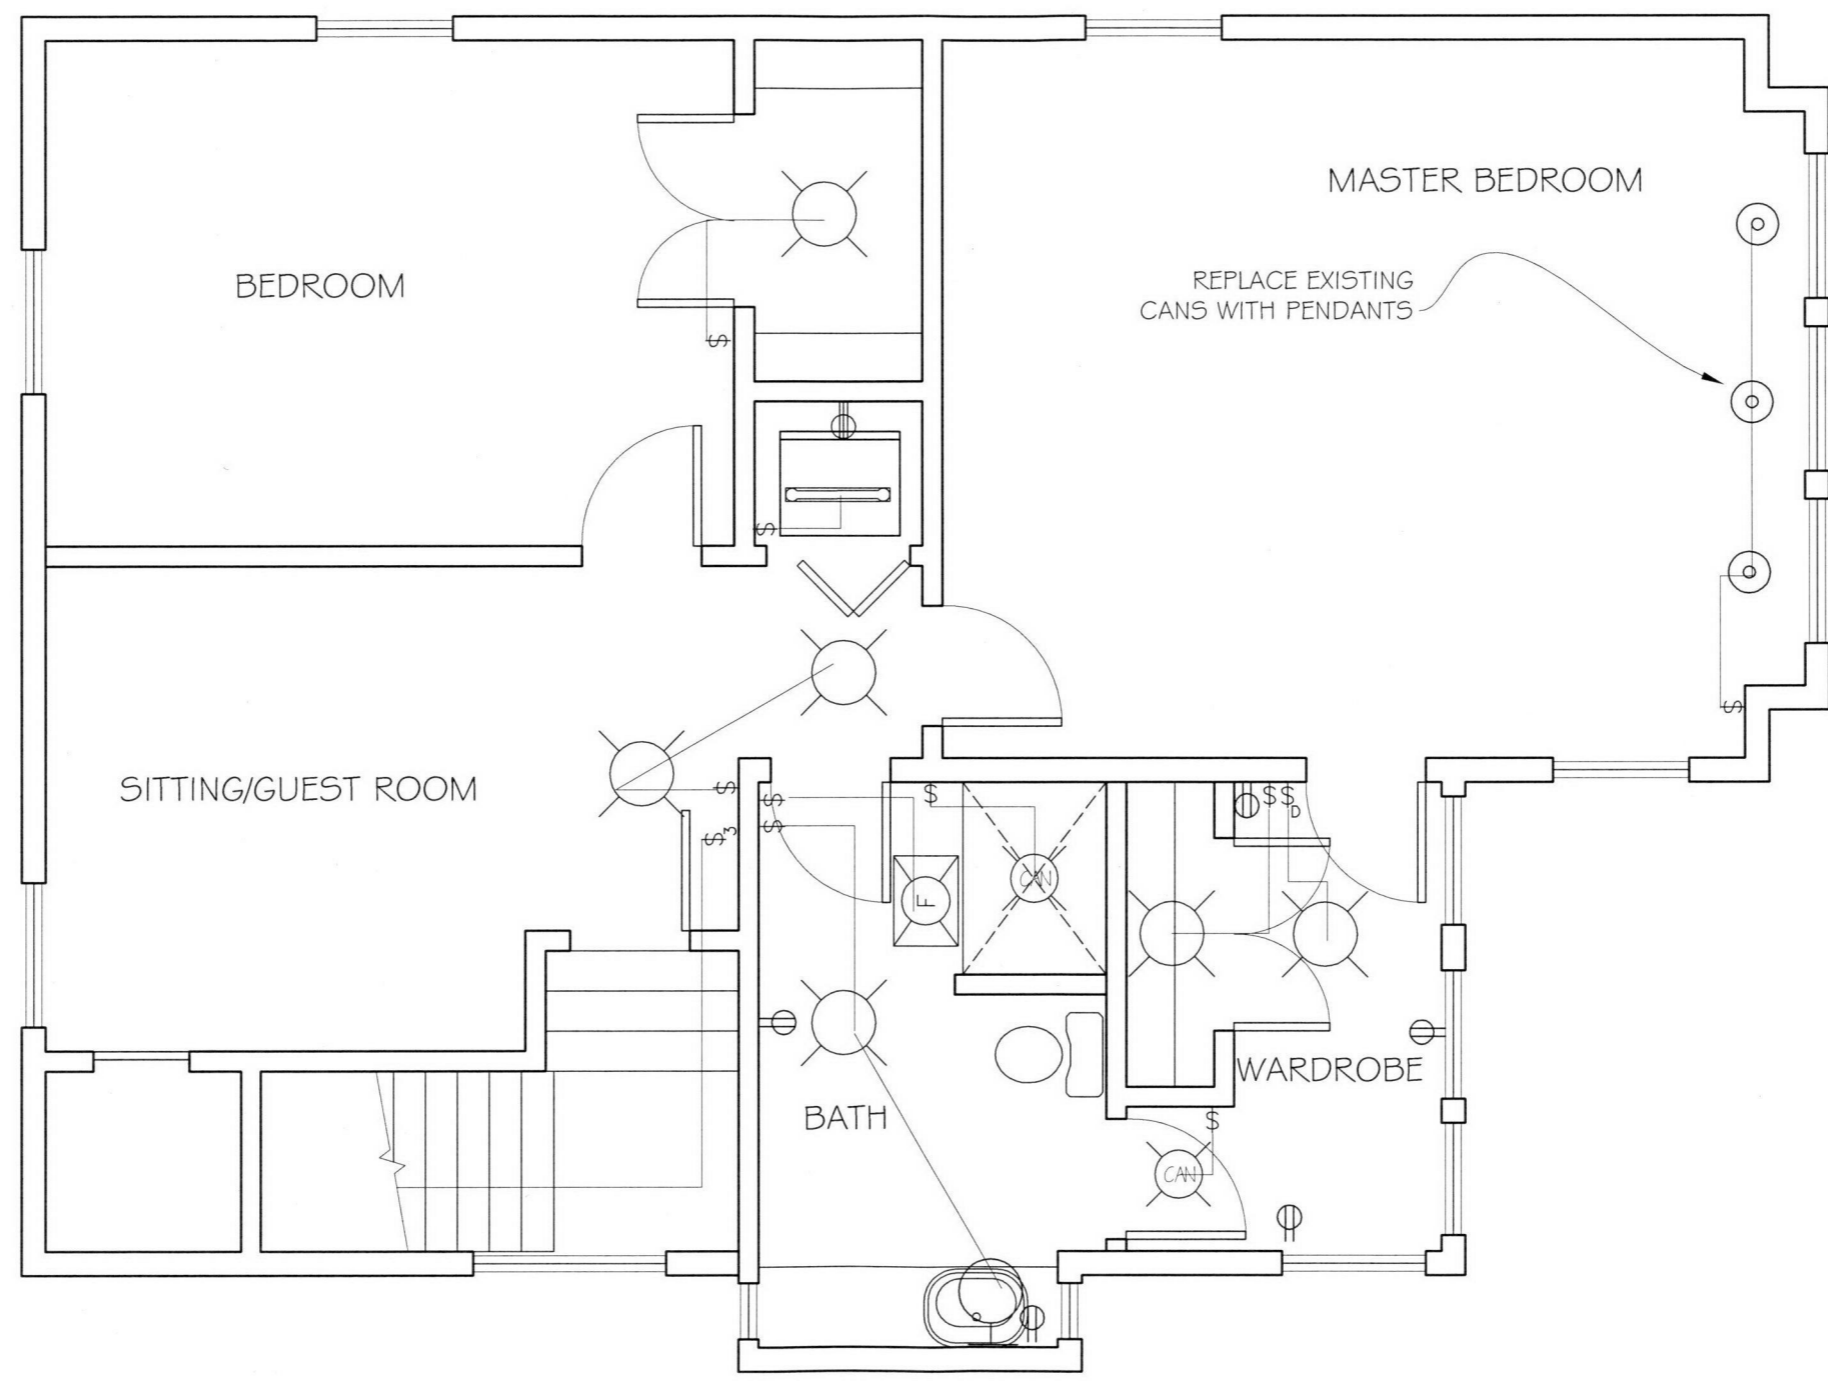 MASTER BEDROOM
BEDROOM
REPLACE EXISTING
CANS WITH PENDANTS
SITTING/GUEST ROOM
$
$
$
$
$3
$
$
$
$
$D
F
CAN
WARDROBE
BATH
$
CAN